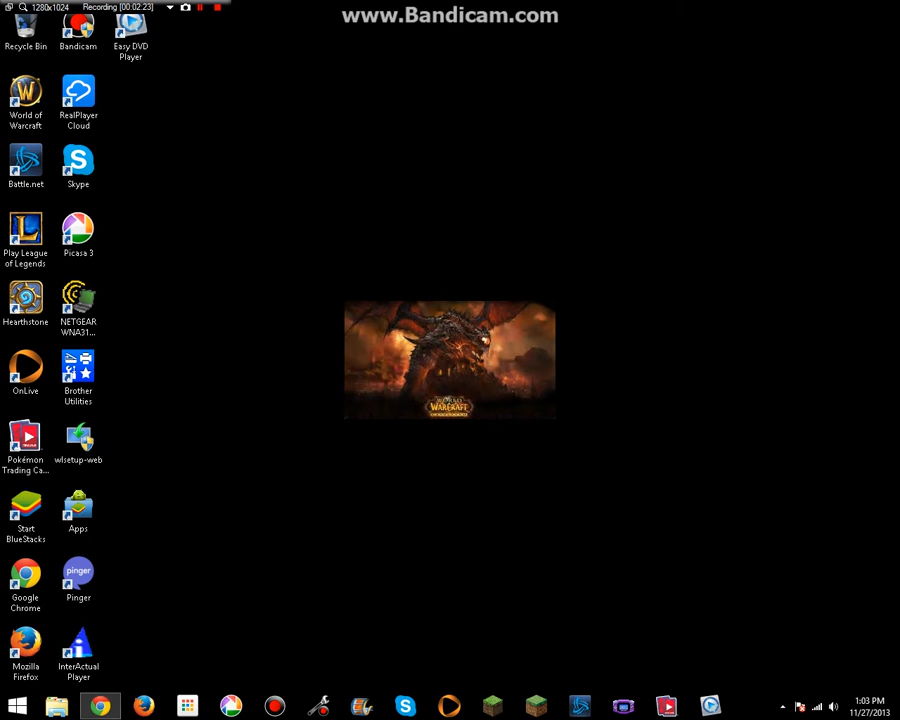 1280x1024 Recording [00:02:23]
www.Bandicam.com
Recycle Bin
Bandicam
Easy DVD
Player
World of
Warcraft
RealPlayer
Cloud
Battle.net
Skype
Play League
of Legends
Picasa 3
Hearthstone
NETGEAR
WNA31...
OnLive
Brother
Utilities
Pokémon
Trading Ca...
wlsetup-web
Start
BlueStacks
Apps
Google
Chrome
pinger
Pinger
Mozilla
Firefox
InterActual
Player
WORLD
WARCRAFT
1:03 PM
11/27/2013